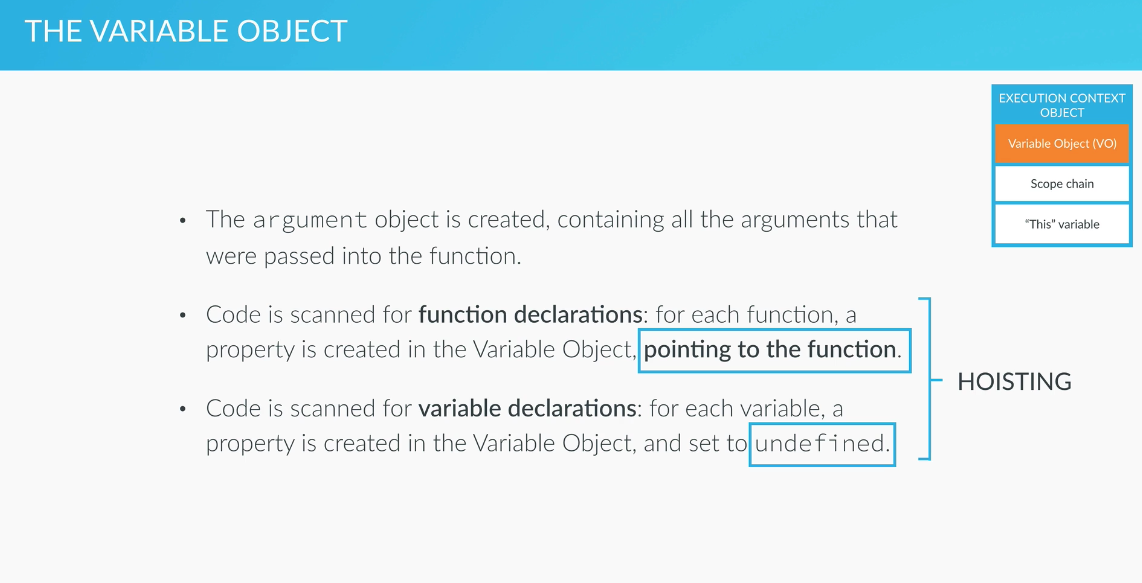 THE VARIABLE OBJECT
EXECUTION CONTEXT
OBJECT
Variable Object (VO)
Scope chain
“This” variable
• The argument object is created, containing all the arguments that
were passed into the function.
• Code is scanned for function declarations: for each function, a
property is created in the Variable Object, pointing to the function.
• Code is scanned for variable declarations: for each variable, a
property is created in the Variable Object, and set to undefined.
HOISTING